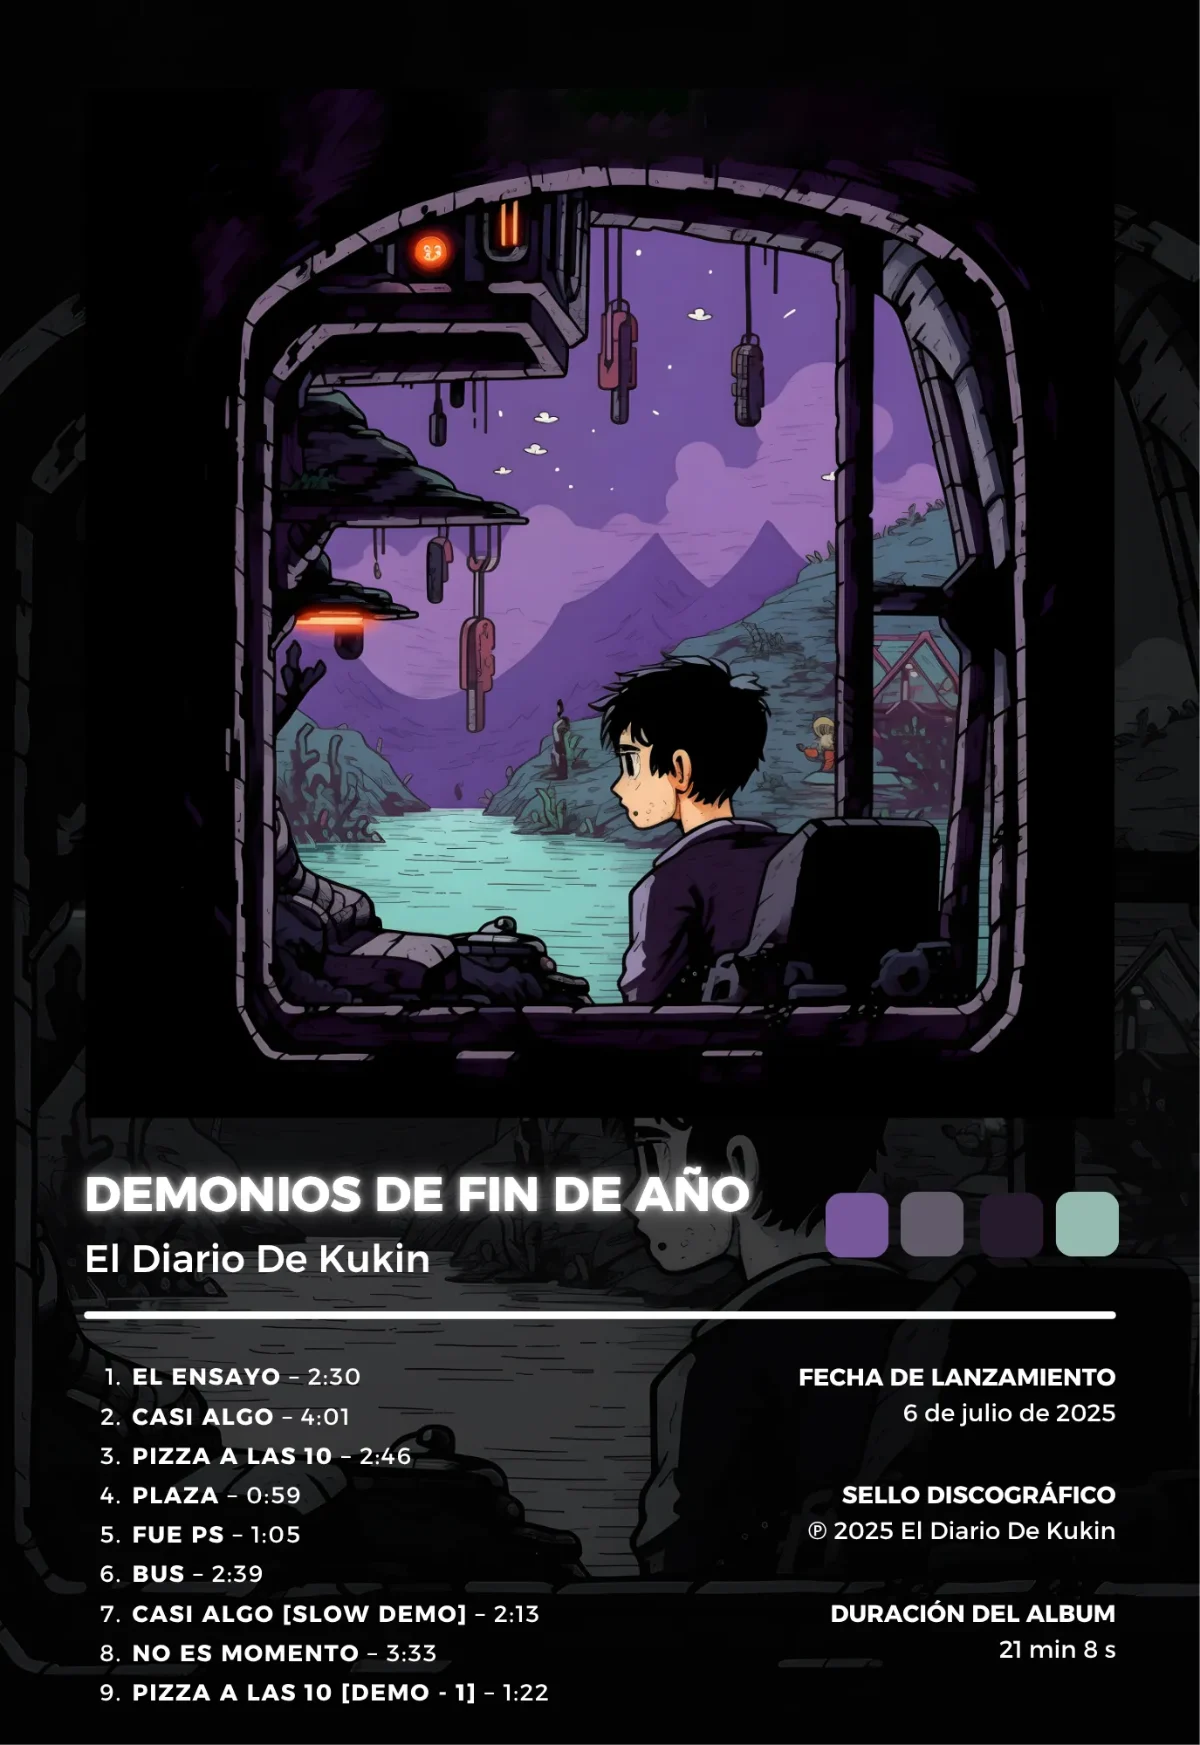 DEMONIOS DE FIN DE AÑO
El Diario De Kukin
1. EL ENSAYO – 2:30
2. CASI ALGO – 4:01
3. PIZZA A LAS 10 – 2:46
4. PLAZA – 0:59
5. FUE PS – 1:05
6. BUS – 2:39
7. CASI ALGO [SLOW DEMO] – 2:13
8. NO ES MOMENTO – 3:33
9. PIZZA A LAS 10 [DEMO - 1] – 1:22
FECHA DE LANZAMIENTO
6 de julio de 2025
SELLO DISCOGRÁFICO
℗ 2025 El Diario De Kukin
DURACIÓN DEL ALBUM
21 min 8 s